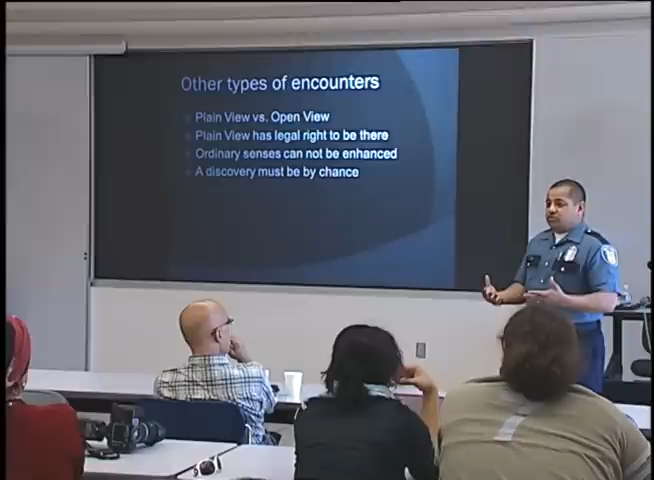 Other types of encounters
Plain View vs. Open View
Plain View has legal right to be there
Ordinary senses can not be enhanced
A discovery must be by chance